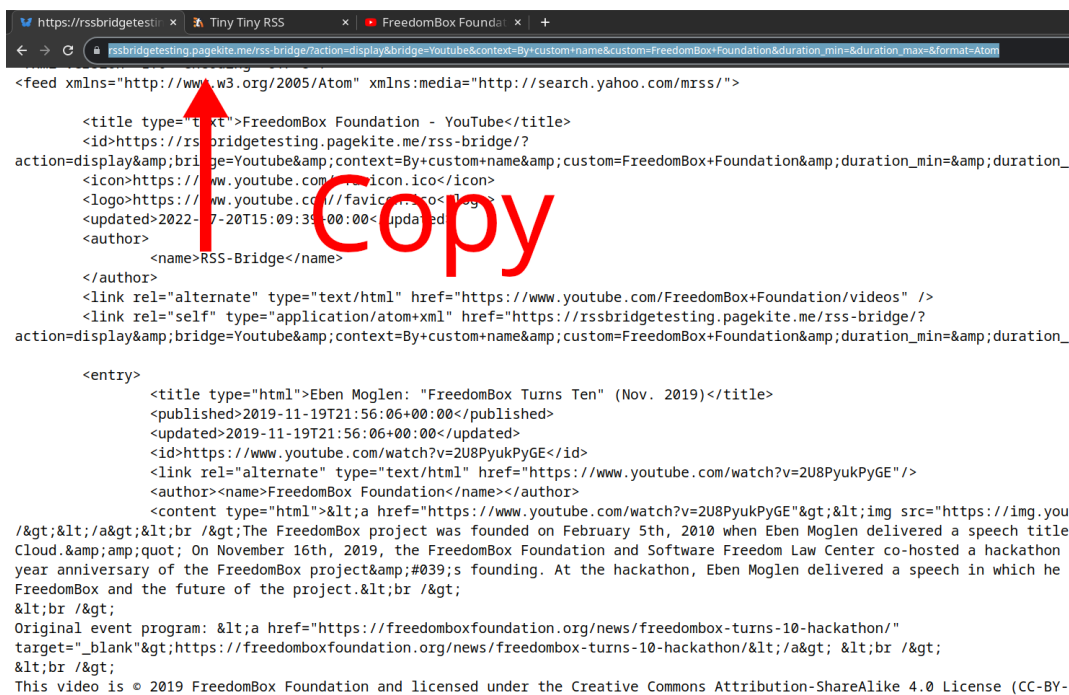 https://rssbridgetestin × Tiny Tiny RSS × FreedomBox Foundat × +
rssbridgetesting.pagekite.me/rss-bridge/?action=display&bridge=Youtube&context=By+custom+name&custom=FreedomBox+Foundation&duration_min=&duration_max=&format=Atom
<feed xmlns="http://www.w3.org/2005/Atom" xmlns:media="http://search.yahoo.com/mrss/">
<title type="text">FreedomBox Foundation - YouTube</title>
<id>https://rssbridgetesting.pagekite.me/rss-bridge/?
action=display&amp;bridge=Youtube&amp;context=By+custom+name&amp;custom=FreedomBox+Foundation&amp;duration_min=&amp;duration_
<icon>https://www.youtube.com//favicon.ico</icon>
<logo>https://www.youtube.com//favicon.ico</logo>
<updated>2022-07-20T15:09:39+00:00</updated>
Copy
<author>
<name>RSS-Bridge</name>
</author>
<link rel="alternate" type="text/html" href="https://www.youtube.com/FreedomBox+Foundation/videos" />
<link rel="self" type="application/atom+xml" href="https://rssbridgetesting.pagekite.me/rss-bridge/?
action=display&amp;bridge=Youtube&amp;context=By+custom+name&amp;custom=FreedomBox+Foundation&amp;duration_min=&amp;duration_
<entry>
<title type="html">Eben Moglen: "FreedomBox Turns Ten" (Nov. 2019)</title>
<published>2019-11-19T21:56:06+00:00</published>
<updated>2019-11-19T21:56:06+00:00</updated>
<id>https://www.youtube.com/watch?v=2U8PyukPyGE</id>
<link rel="alternate" type="text/html" href="https://www.youtube.com/watch?v=2U8PyukPyGE"/>
<author><name>FreedomBox Foundation</name></author>
<content type="html">&lt;a href="https://www.youtube.com/watch?v=2U8PyukPyGE"&gt;&lt;img src="https://img.you
/&gt;&lt;/a&gt;&lt;br /&gt;The FreedomBox project was founded on February 5th, 2010 when Eben Moglen delivered a speech title
Cloud.&amp;amp;quot; On November 16th, 2019, the FreedomBox Foundation and Software Freedom Law Center co-hosted a hackathon
year anniversary of the FreedomBox project&amp;#039;s founding. At the hackathon, Eben Moglen delivered a speech in which he
FreedomBox and the future of the project.&lt;br /&gt;
&lt;br /&gt;
Original event program: &lt;a href="https://freedomboxfoundation.org/news/freedombox-turns-10-hackathon/"
target="_blank"&gt;https://freedomboxfoundation.org/news/freedombox-turns-10-hackathon/&lt;/a&gt; &lt;br /&gt;
&lt;br /&gt;
This video is © 2019 FreedomBox Foundation and licensed under the Creative Commons Attribution-ShareAlike 4.0 License (CC-BY-